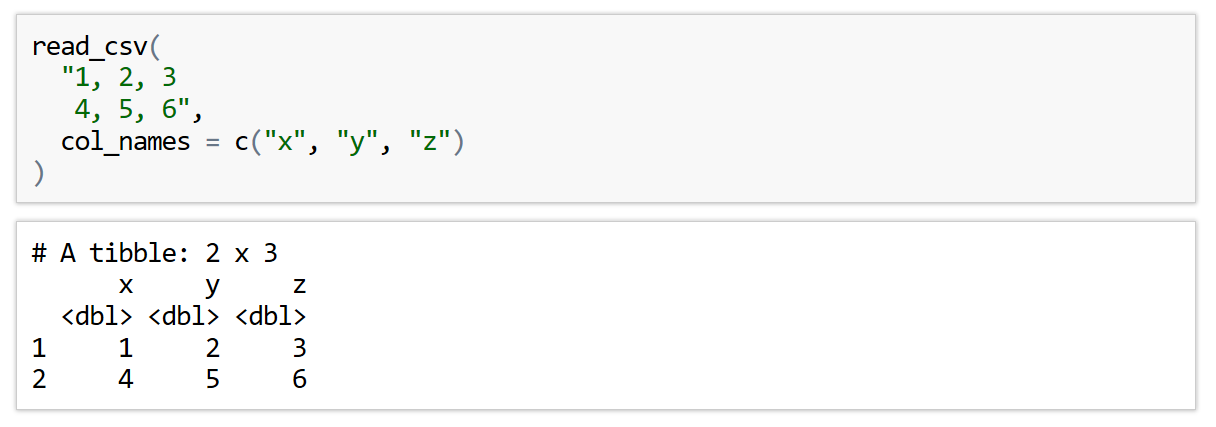 read_csv(
  "1, 2, 3
   4, 5, 6",
  col_names = c("x", "y", "z")
)
# A tibble: 2 x 3
      x     y     z
  <dbl> <dbl> <dbl>
1     1     2     3
2     4     5     6